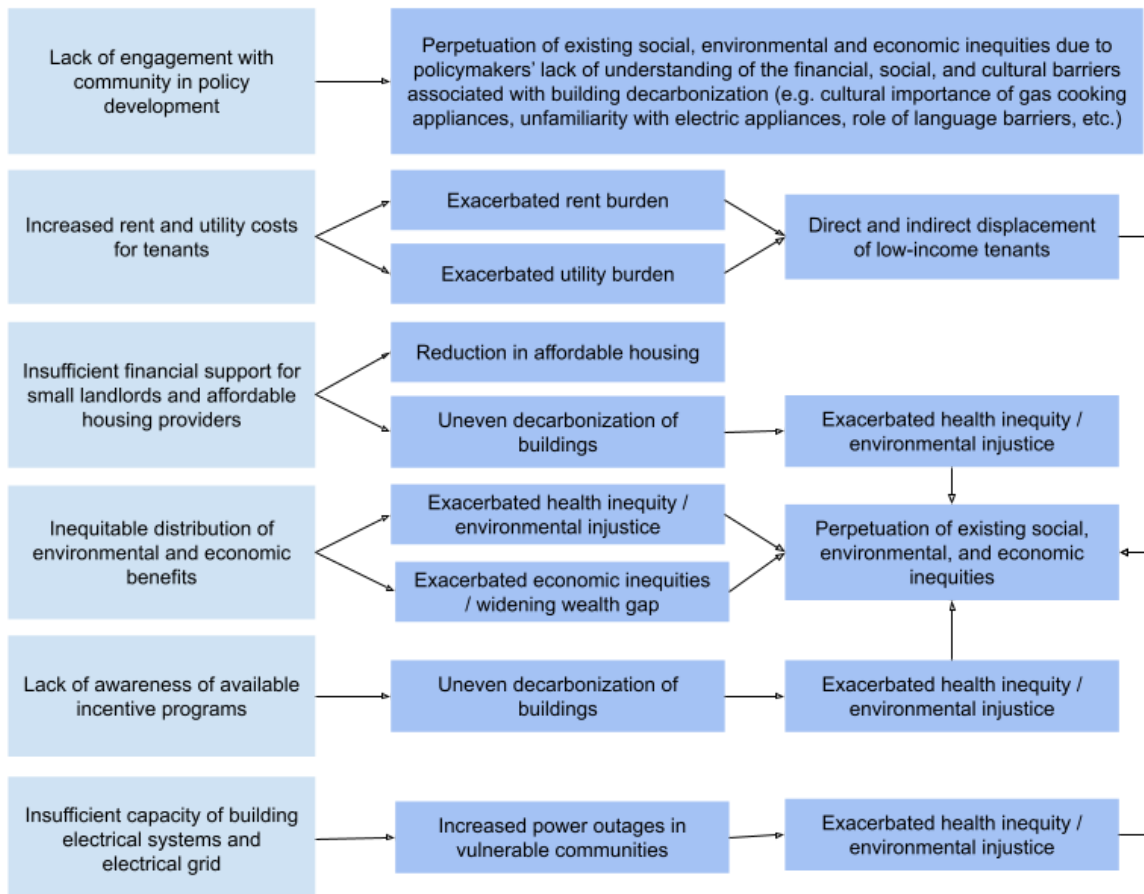 Lack of engagement with
community in policy
development
Perpetuation of existing social, environmental and economic inequities due to
policymakers’ lack of understanding of the financial, social, and cultural barriers
associated with building decarbonization (e.g. cultural importance of gas cooking
appliances, unfamiliarity with electric appliances, role of language barriers, etc.)
Increased rent and utility costs
for tenants
Exacerbated rent burden
Exacerbated utility burden
Direct and indirect displacement
of low-income tenants
Insufficient financial support for
small landlords and affordable
housing providers
Reduction in affordable housing
Uneven decarbonization of
buildings
Exacerbated health inequity /
environmental injustice
Inequitable distribution of
environmental and economic
benefits
Exacerbated health inequity /
environmental injustice
Exacerbated economic inequities
/ widening wealth gap
Perpetuation of existing social,
environmental, and economic
inequities
Lack of awareness of available
incentive programs
Uneven decarbonization of
buildings
Exacerbated health inequity /
environmental injustice
Insufficient capacity of building
electrical systems and
electrical grid
Increased power outages in
vulnerable communities
Exacerbated health inequity /
environmental injustice